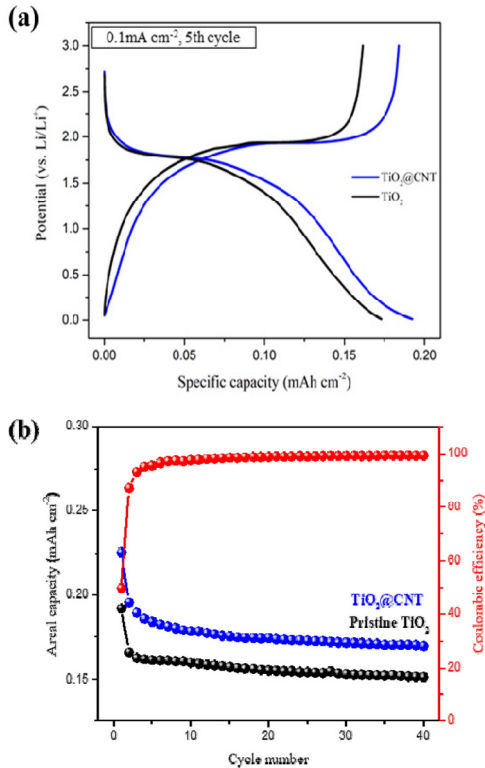 (a)
0.1mA cm⁻², 5th cycle
3.0
2.5
2.0
1.5
1.0
0.5
0.0
Potential (vs. Li/Li⁺)
TiO₂@CNT
TiO₂
0.00 0.05 0.10 0.15 0.20
Specific capacity (mAh cm⁻²)
(b)
0.30
0.25
0.20
0.15
Areal capacity (mAh cm⁻²)
100
80
60
40
20
0
Coulombic efficiency (%)
TiO₂@CNT
Pristine TiO₂
0 10 20 30 40
Cycle number